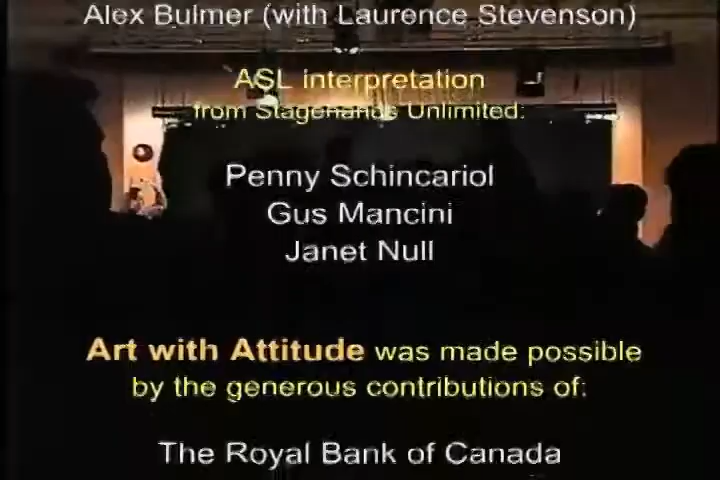 Alex Bulmer (with Laurence Stevenson)
ASL interpretation
from Stagehands Unlimited:
Penny Schincariol
Gus Mancini
Janet Null
Art with Attitude was made possible
by the generous contributions of:
The Royal Bank of Canada